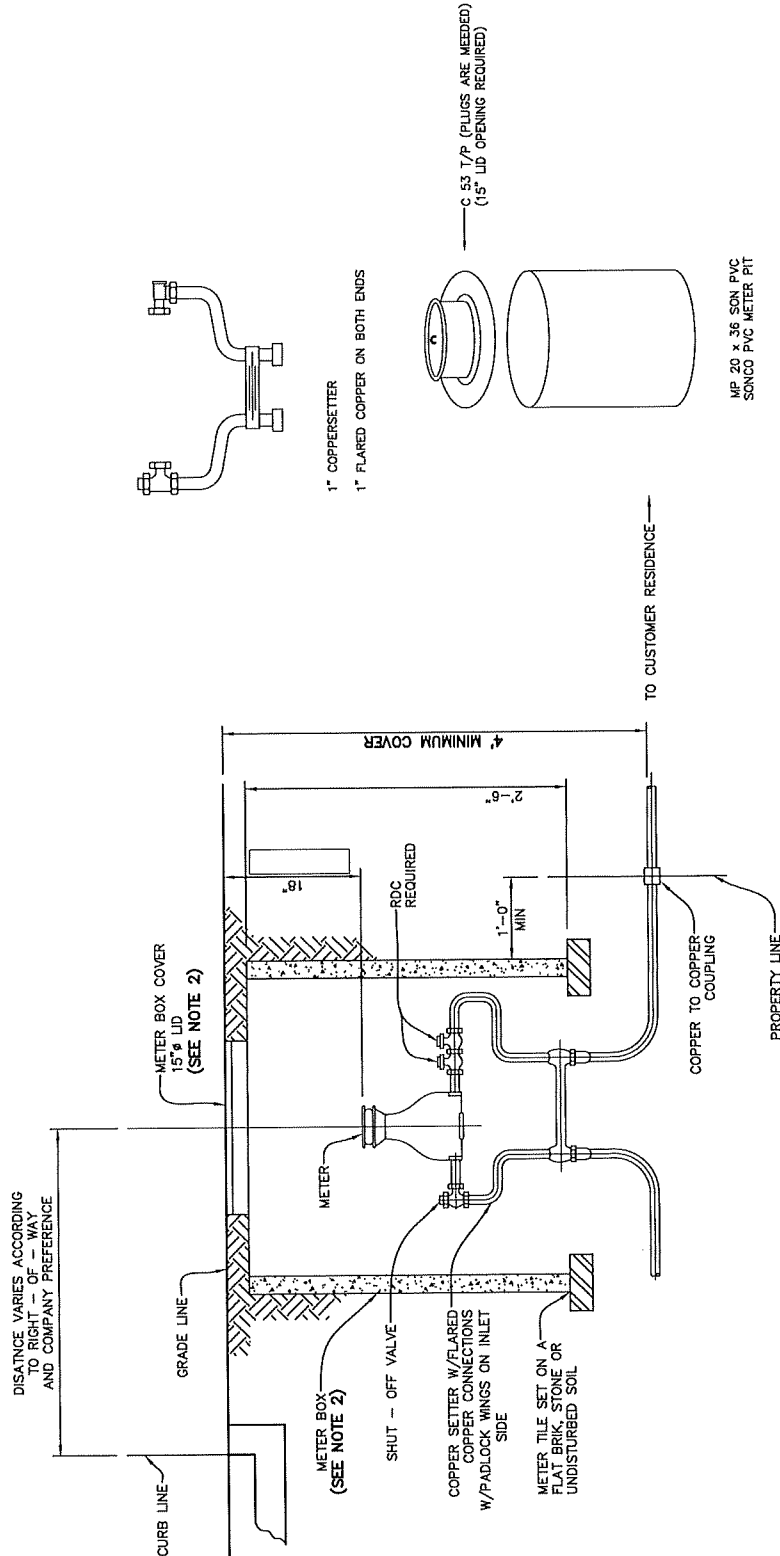 DISATNCE VARIES ACCORDING
TO RIGHT - OF - WAY
AND COMPANY PREFERENCE
CURB LINE
GRADE LINE
METER BOX COVER
15"ø LID
(SEE NOTE 2)
METER BOX
(SEE NOTE 2)
SHUT - OFF VALVE
COPPER SETTER W/FLARED
COPPER CONNECTIONS
W/PADLOCK WINGS ON INLET
SIDE
METER TILE SET ON A
FLAT BRIK, STONE OR
UNDISTURBED SOIL
METER
RDC
REQUIRED
18"
2'-6"
4' MINIMUM COVER
1'-0"
MIN
COPPER TO COPPER
COUPLING
PROPERTY LINE
TO CUSTOMER RESIDENCE
1" COPPERSETTER
1" FLARED COPPER ON BOTH ENDS
C
C 53 T/P (PLUGS ARE MEEDED)
(15" LID OPENING REQUIRED)
MP 20 x 36 SON PVC
SONCO PVC METER PIT